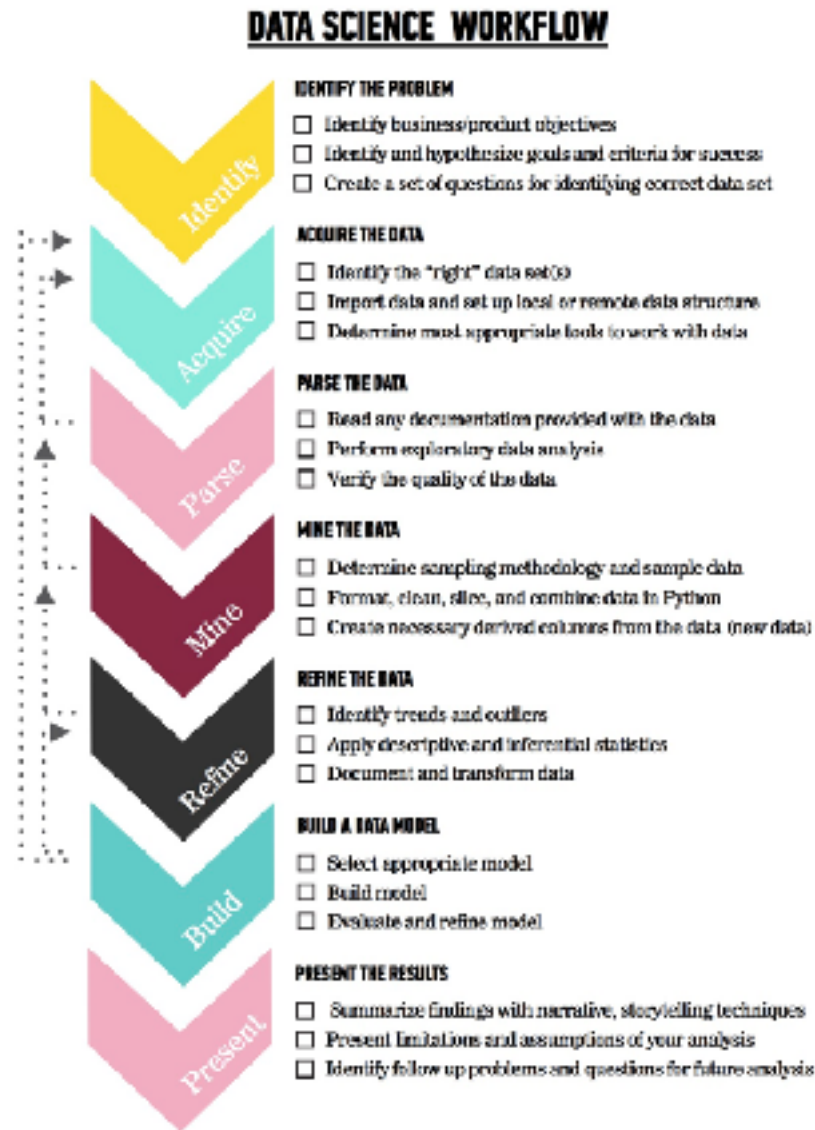 DATA SCIENCE WORKFLOW
IDENTIFY THE PROBLEM
Identify business/product objectives
Identify and hypothesize goals and criteria for success
Create a set of questions for identifying correct data set
Identify
ACQUIRE THE DATA
Identify the "right" data set(s)
Import data and set up local or remote data structure
Determine most appropriate tools to work with data
Acquire
PARSE THE DATA
Read any documentation provided with the data
Perform exploratory data analysis
Verify the quality of the data
Parse
MINE THE DATA
Determine sampling methodology and sample data
Format, clean, slice, and combine data in Python
Create necessary derived columns from the data (new data)
Mine
REFINE THE DATA
Identify trends and outliers
Apply descriptive and inferential statistics
Document and transform data
Refine
BUILD A DATA MODEL
Select appropriate model
Build model
Evaluate and refine model
Build
PRESENT THE RESULTS
Summarize findings with narrative, storytelling techniques
Present limitations and assumptions of your analysis
Identify follow up problems and questions for future analysis
Present